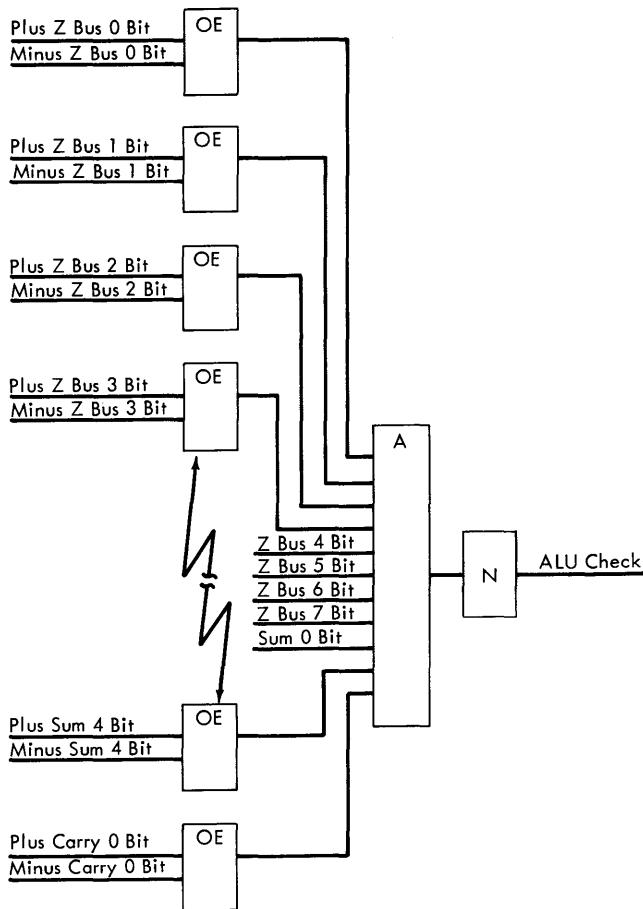 Plus Z Bus 0 Bit
OE
Minus Z Bus 0 Bit
Plus Z Bus 1 Bit
OE
Minus Z Bus 1 Bit
Plus Z Bus 2 Bit
OE
Minus Z Bus 2 Bit
Plus Z Bus 3 Bit
OE
Minus Z Bus 3 Bit
A
Z Bus 4 Bit
Z Bus 5 Bit
Z Bus 6 Bit
Z Bus 7 Bit
Sum 0 Bit
N
ALU Check
Plus Sum 4 Bit
OE
Minus Sum 4 Bit
Plus Carry 0 Bit
OE
Minus Carry 0 Bit